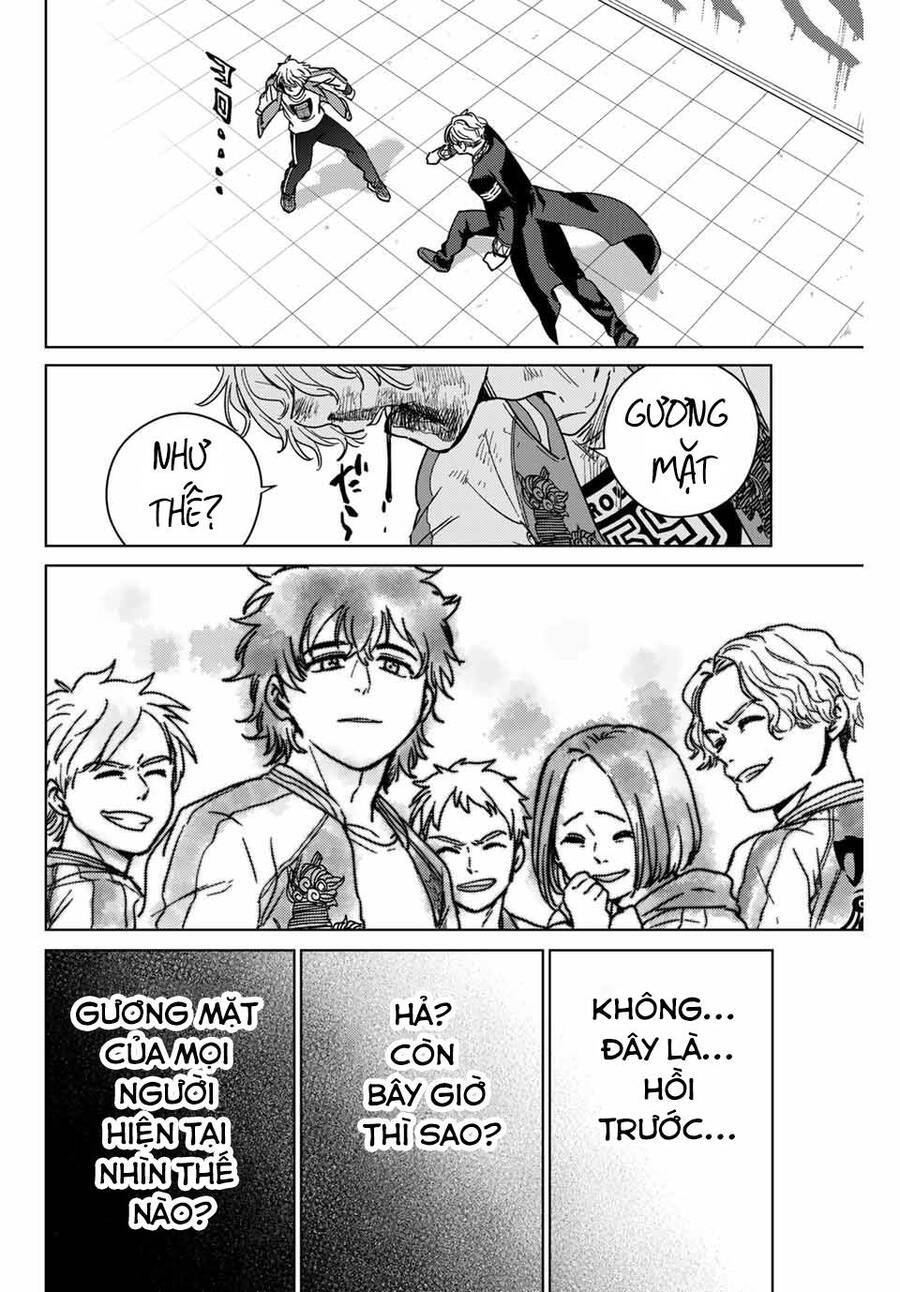 GƯƠNG
MẶT
NHƯ
THẾ?
KHÔNG...
ĐÂY LÀ...
HỒI
TRƯỚC...
HẢ?
CÒN
BÂY GIỜ
THÌ SAO?
GƯƠNG MẶT
CỦA MỌI
NGƯỜI
HIỆN TẠI
NHÌN THẾ
NÀO?